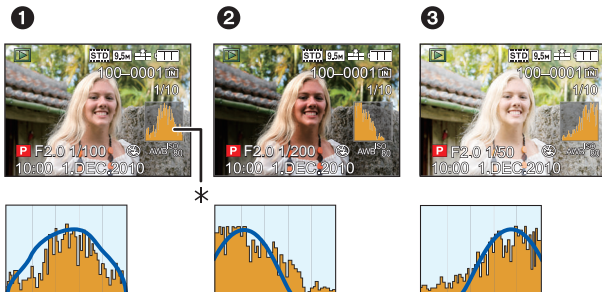 1
2
3
STD 9.5M
100–0001 IN
1/10
P F2.0 1/100 AWB ISO 80
10:00 1.DEC.2010
STD 9.5M
100–0001 IN
1/10
P F2.0 1/200 AWB ISO 80
10:00 1.DEC.2010
STD 9.5M
100–0001 IN
1/10
P F2.0 1/50 AWB ISO 80
10:00 1.DEC.2010
*